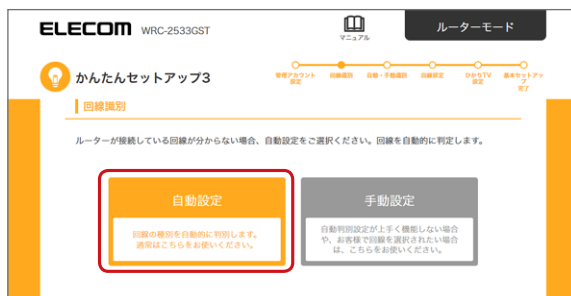 ELECOM WRC-2533GST
マニュアル
ルーターモード
かんたんセットアップ3
管理アカウント
設定
回線識別
自動・手動識別
回線設定
ひかりTV
設定
基本セットアッ
プ
完了
回線識別
ルーターが接続している回線が分からない場合、自動設定をご選択ください。回線を自動的に判定します。
自動設定
回線の種別を自動的に判別します。
通常はこちらをお使いください。
手動設定
自動判別設定が上手く機能しない場合
や、お客様で回線を選択されたい場合
は、こちらをお使いください。